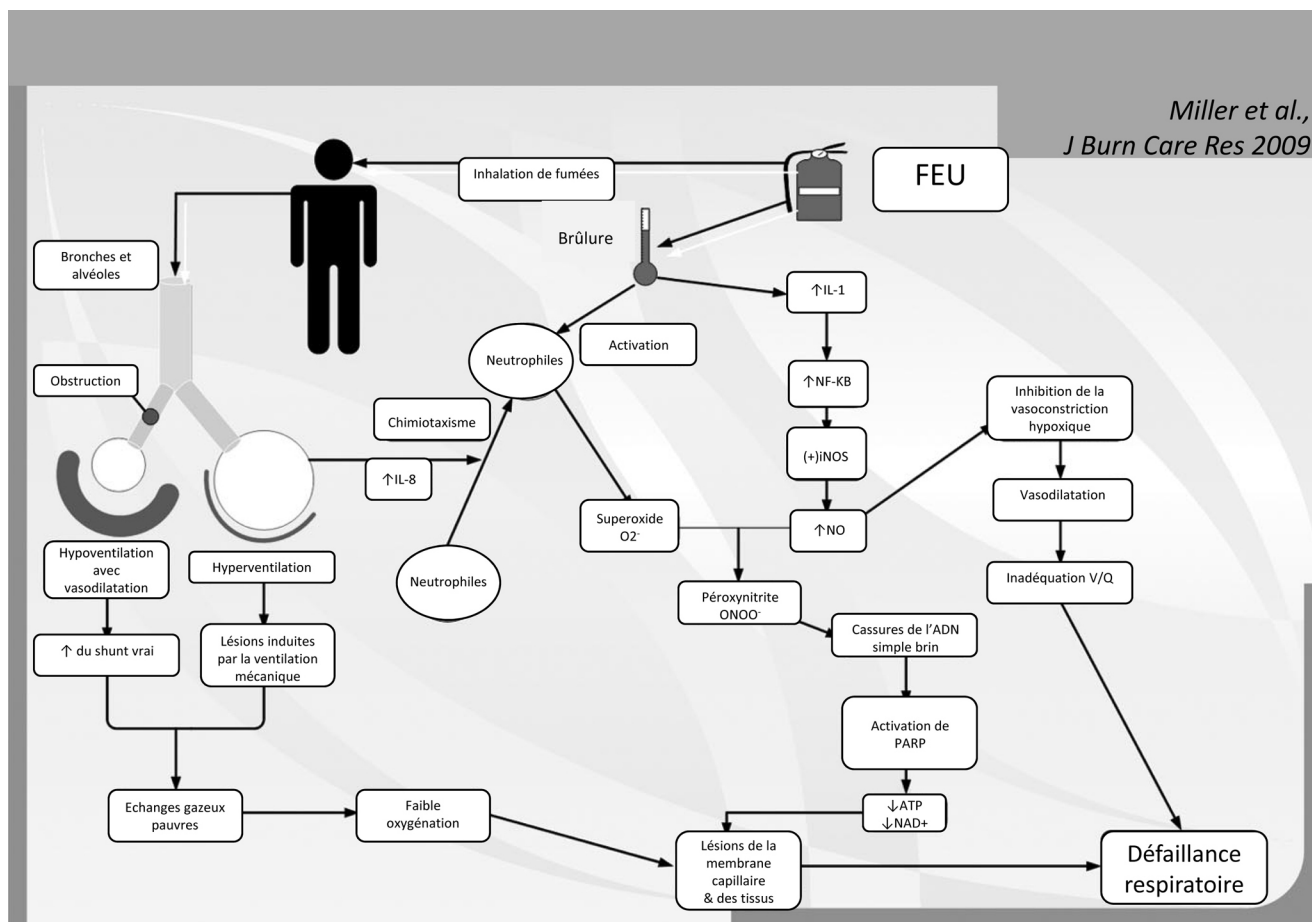 Miller et al.,
J Burn Care Res 2009
FEU
Inhalation de fumées
Brûlure
Bronches et
alvéoles
↑IL-1
Activation
Neutrophiles
Obstruction
↑NF-KB
Inhibition de la
vasoconstriction
hypoxique
Chimiotaxisme
(+)iNOS
↑IL-8
Vasodilatation
Superoxide
O2⁻
↑NO
Hypoventilation
avec
vasodilatation
Hyperventilation
Neutrophiles
Inadéquation V/Q
Péroxynitrite
ONOO⁻
Cassures de l’ADN
simple brin
↑ du shunt vrai
Lésions induites
par la ventilation
mécanique
Activation de
PARP
Echanges gazeux
pauvres
Faible
oxygénation
↓ATP
↓NAD+
Lésions de la
membrane
capillaire
& des tissus
Défaillance
respiratoire